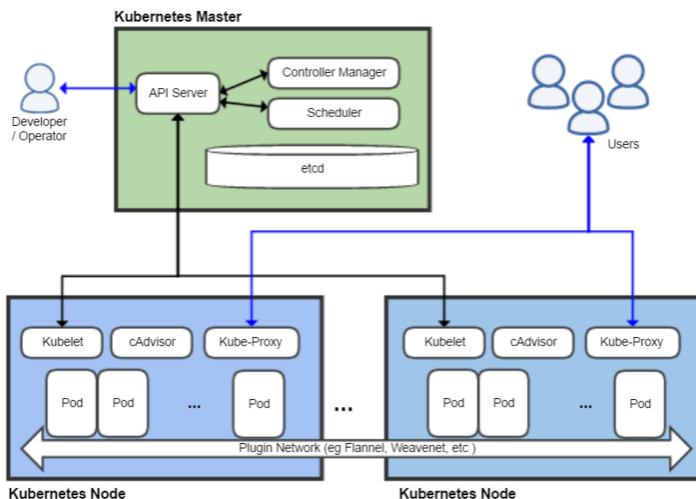 Kubernetes Master
API Server
Controller Manager
Scheduler
etcd
Developer
/ Operator
Users
Kubelet
cAdvisor
Kube-Proxy
Pod
Pod
...
Pod
...
Kubelet
cAdvisor
Kube-Proxy
Pod
Pod
...
Pod
Plugin Network (eg Flannel, Weavenet, etc )
Kubernetes Node
Kubernetes Node